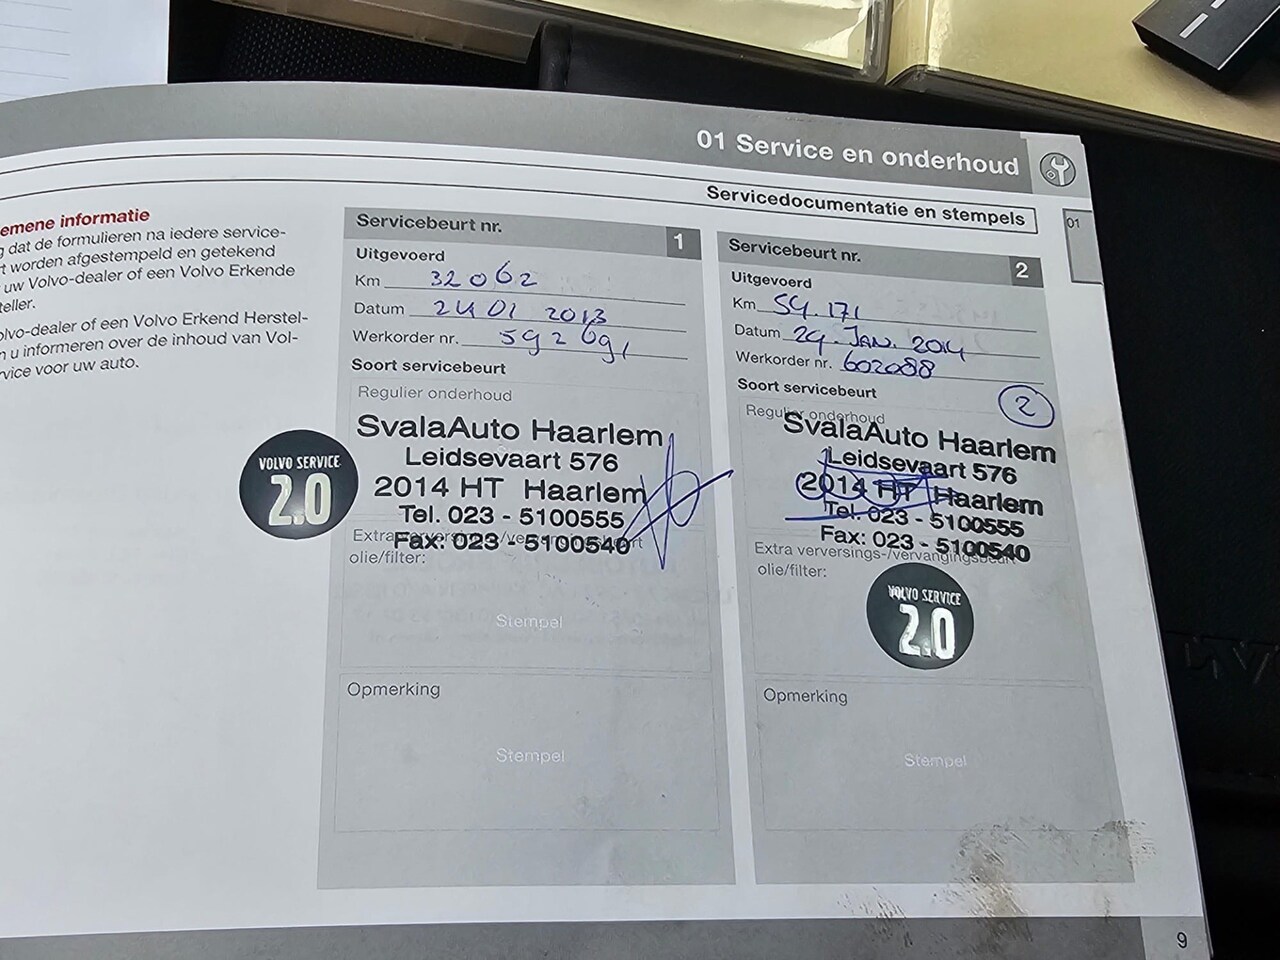 01 Service en onderhoud
Servicedocumentatie en stempels
01
emene informatie
dat de formulieren na iedere service-
t worden afgestempeld en getekend
uw Volvo-dealer of een Volvo Erkende
teller.
olvo-dealer of een Volvo Erkend Herstel-
n u informeren over de inhoud van Vol-
rvice voor uw auto.
Servicebeurt nr.
1
Uitgevoerd
Km 32062
Datum 24 01 2013
Werkorder nr. 592691
Soort servicebeurt
Regulier onderhoud
SvalaAuto Haarlem
Leidsevaart 576
2014 HT Haarlem
Tel. 023 - 5100555
Fax: 023 - 5100540
VOLVO SERVICE
2.0
olie/filter:
Stempel
Opmerking
Stempel
Servicebeurt nr.
2
Uitgevoerd
Km 59.171
Datum 29. JAN. 2014
Werkorder nr. 602088
Soort servicebeurt
2
Regulier onderhoud
SvalaAuto Haarlem
Leidsevaart 576
2014 HT Haarlem
Tel. 023 - 5100555
Fax: 023 - 5100540
Extra verversings-/vervangingsbeurt
olie/filter:
VOLVO SERVICE
2.0
Opmerking
Stempel
9